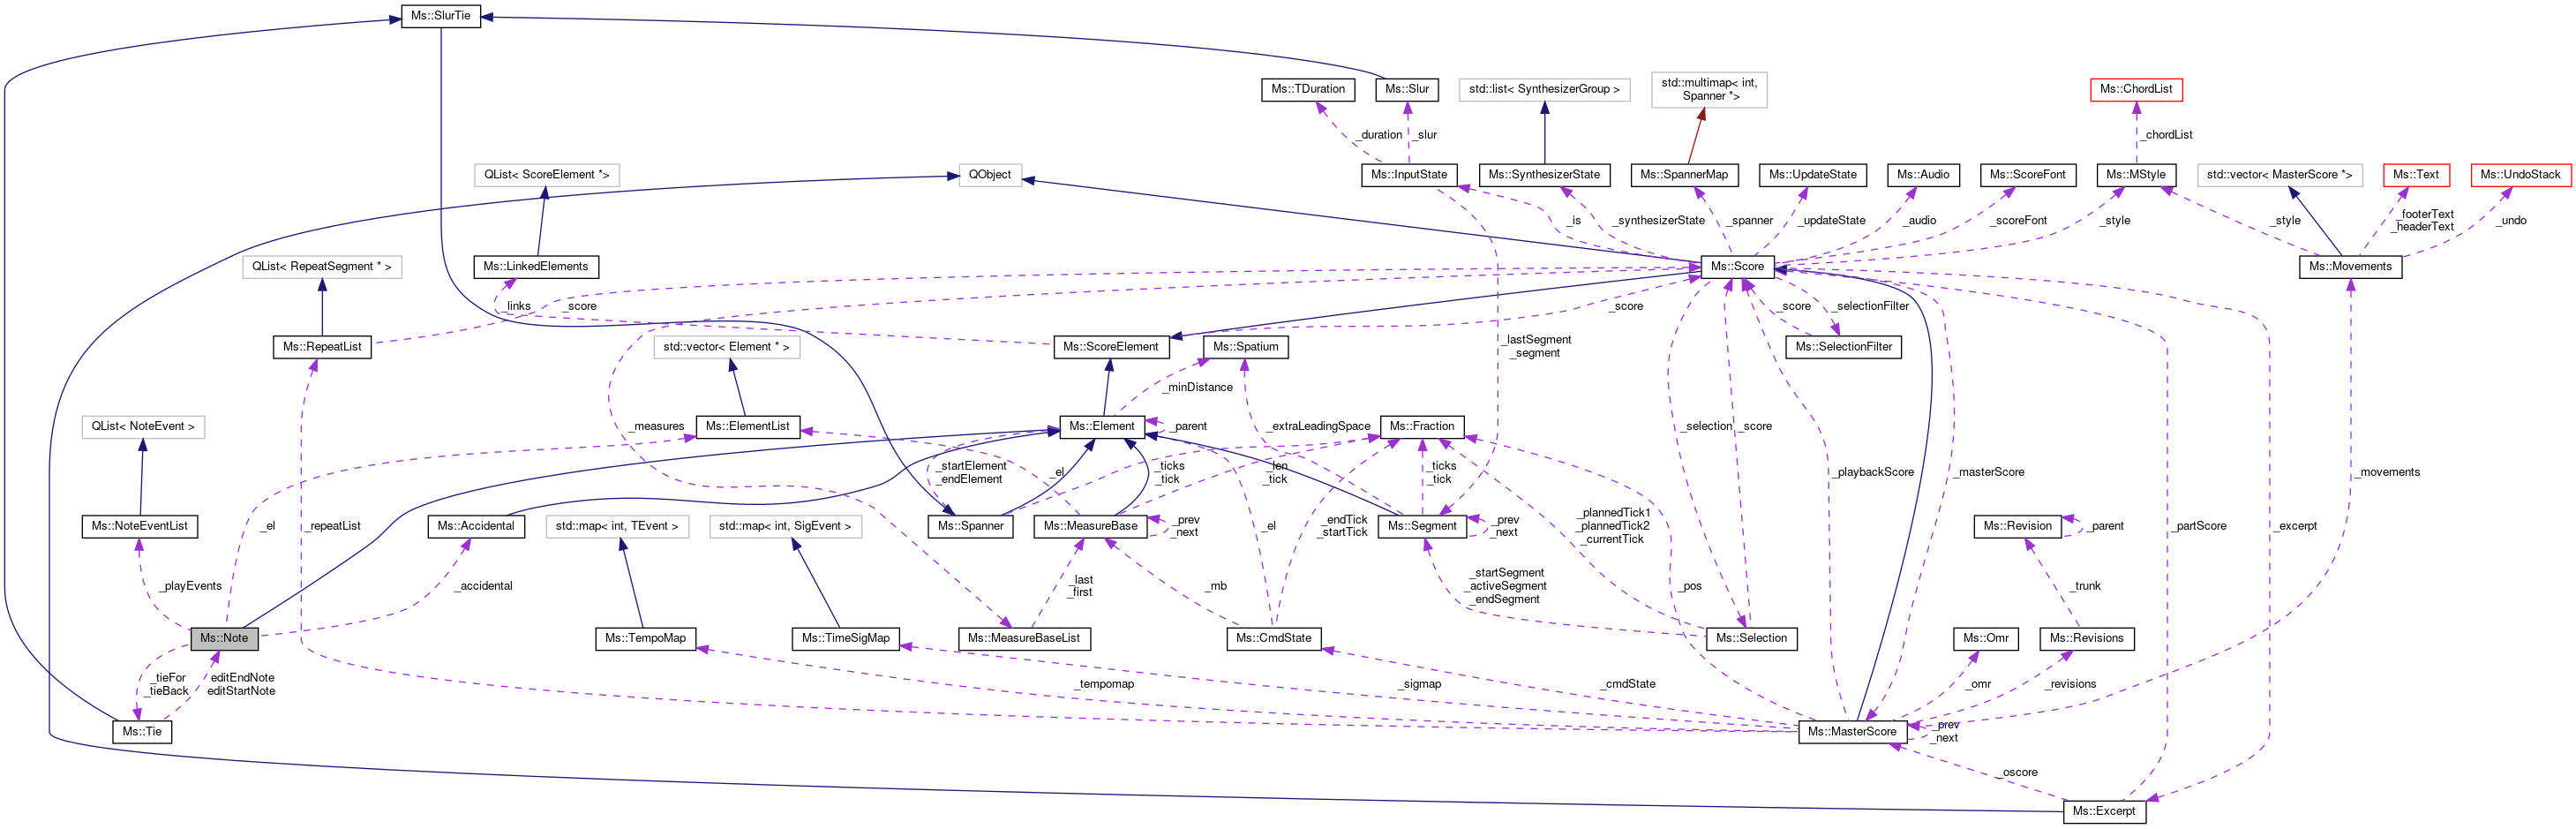 Ms::SlurTie
Ms::TDuration
Ms::Slur
std::list< SynthesizerGroup >
std::multimap< int,
Spanner *>
Ms::ChordList
_duration
_slur
_chordList
QList< ScoreElement *>
QObject
Ms::InputState
Ms::SynthesizerState
Ms::SpannerMap
Ms::UpdateState
Ms::Audio
Ms::ScoreFont
Ms::MStyle
std::vector< MasterScore *>
Ms::Text
Ms::UndoStack
_is
_synthesizerState
_spanner
_updateState
_audio
_scoreFont
_style
_style
_footerText
_headerText
_undo
QList< RepeatSegment * >
Ms::LinkedElements
Ms::Score
Ms::Movements
_links
_score
_score
_score
_selectionFilter
Ms::RepeatList
std::vector< Element * >
Ms::ScoreElement
Ms::Spatium
_lastSegment
_segment
Ms::SelectionFilter
_minDistance
QList< NoteEvent >
_measures
Ms::ElementList
Ms::Element
_parent
_extraLeadingSpace
Ms::Fraction
_selection
_score
_startElement
_endElement
_el
_ticks
_tick
_len
_tick
_ticks
_tick
_playbackScore
_masterScore
_movements
Ms::NoteEventList
_el
_repeatList
Ms::Accidental
std::map< int, TEvent >
std::map< int, SigEvent >
Ms::Spanner
Ms::MeasureBase
_prev
_next
_el
_endTick
_startTick
Ms::Segment
_prev
_next
_plannedTick1
_plannedTick2
_currentTick
Ms::Revision
_parent
_partScore
_excerpt
_playEvents
_accidental
_last
_first
_mb
_startSegment
_activeSegment
_endSegment
_pos
_trunk
Ms::Note
Ms::TempoMap
Ms::TimeSigMap
Ms::MeasureBaseList
Ms::CmdState
Ms::Selection
Ms::Omr
Ms::Revisions
_tieFor
_tieBack
editEndNote
editStartNote
_tempomap
_sigmap
_cmdState
_omr
_revisions
Ms::Tie
Ms::MasterScore
_prev
_next
_oscore
Ms::Excerpt